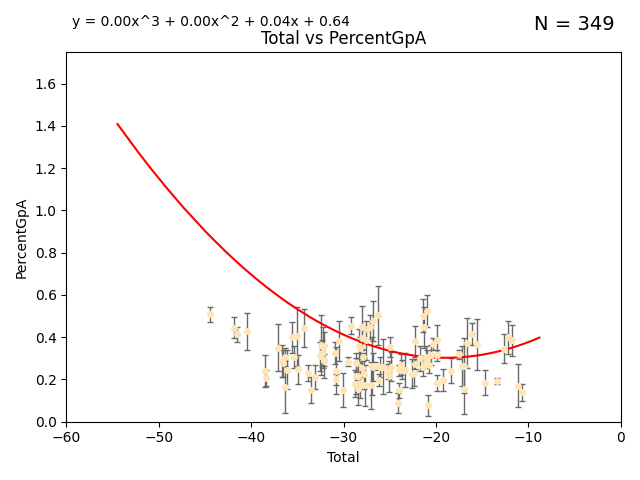 y = 0.00x^3 + 0.00x^2 + 0.04x + 0.64
N = 349
Total vs PercentGpA
1.6
1.4
1.2
1.0
0.8
0.6
0.4
0.2
0.0
PercentGpA
−60 −50 −40 −30 −20 −10 0
Total